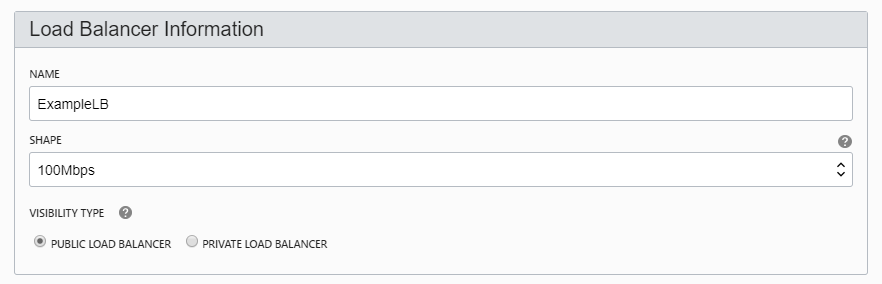 Load Balancer Information
NAME
ExampleLB
SHAPE
?
100Mbps
VISIBILITY TYPE ?
PUBLIC LOAD BALANCER PRIVATE LOAD BALANCER